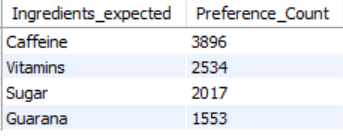 Ingredients_expected Preference_Count
Caffeine 3896
Vitamins 2534
Sugar 2017
Guarana 1553